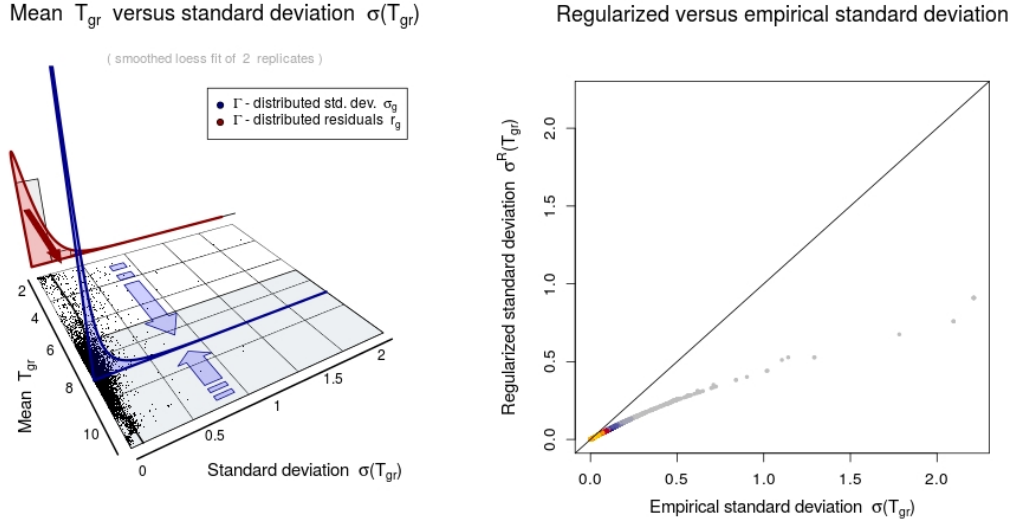 Mean T_gr versus standard deviation σ(T_gr)
( smoothed loess fit of 2 replicates )
Γ - distributed std. dev. σ_g
Γ - distributed residuals r_g
2
4
6
8
10
Mean T_gr
0
0.5
1
1.5
2
Standard deviation σ(T_gr)
Regularized versus empirical standard deviation
Regularized standard deviation σ^R(T_gr)
2.0
1.5
1.0
0.5
0.0
0.0 0.5 1.0 1.5 2.0
Empirical standard deviation σ(T_gr)